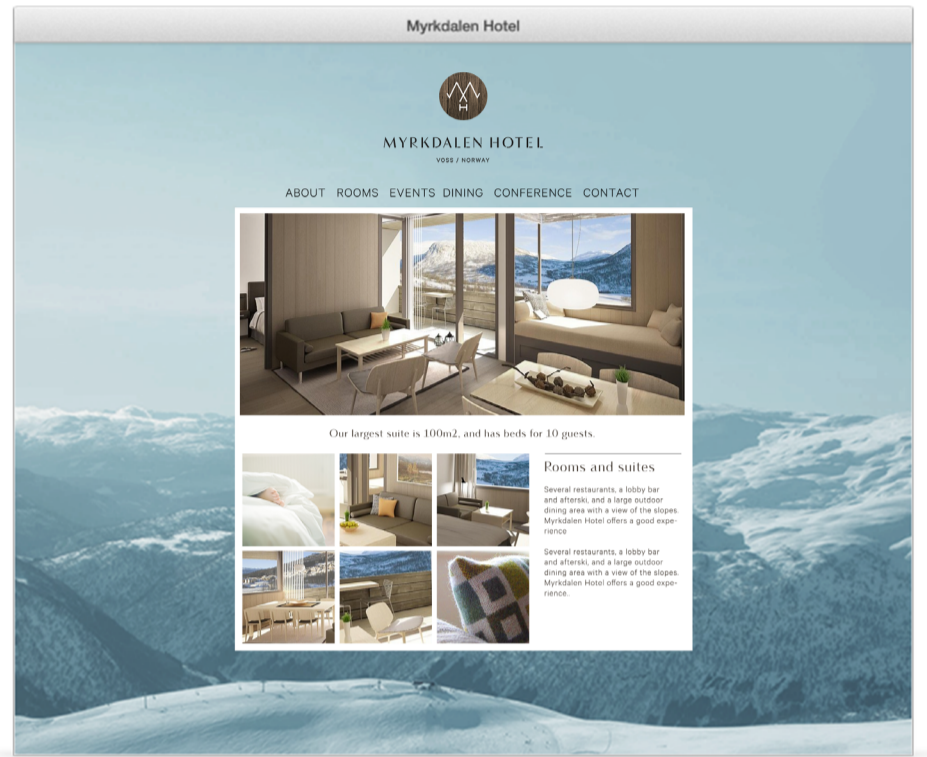 Myrkdalen Hotel
MYRKDALEN HOTEL
VOSS / NORWAY
ABOUT ROOMS EVENTS DINING CONFERENCE CONTACT
Our largest suite is 100m2, and has beds for 10 guests.
Rooms and suites
Several restaurants, a lobby bar
and afterski, and a large outdoor
dining area with a view of the slopes.
Myrkdalen Hotel offers a good expe-
rience
Several restaurants, a lobby bar
and afterski, and a large outdoor
dining area with a view of the slopes.
Myrkdalen Hotel offers a good expe-
rience..